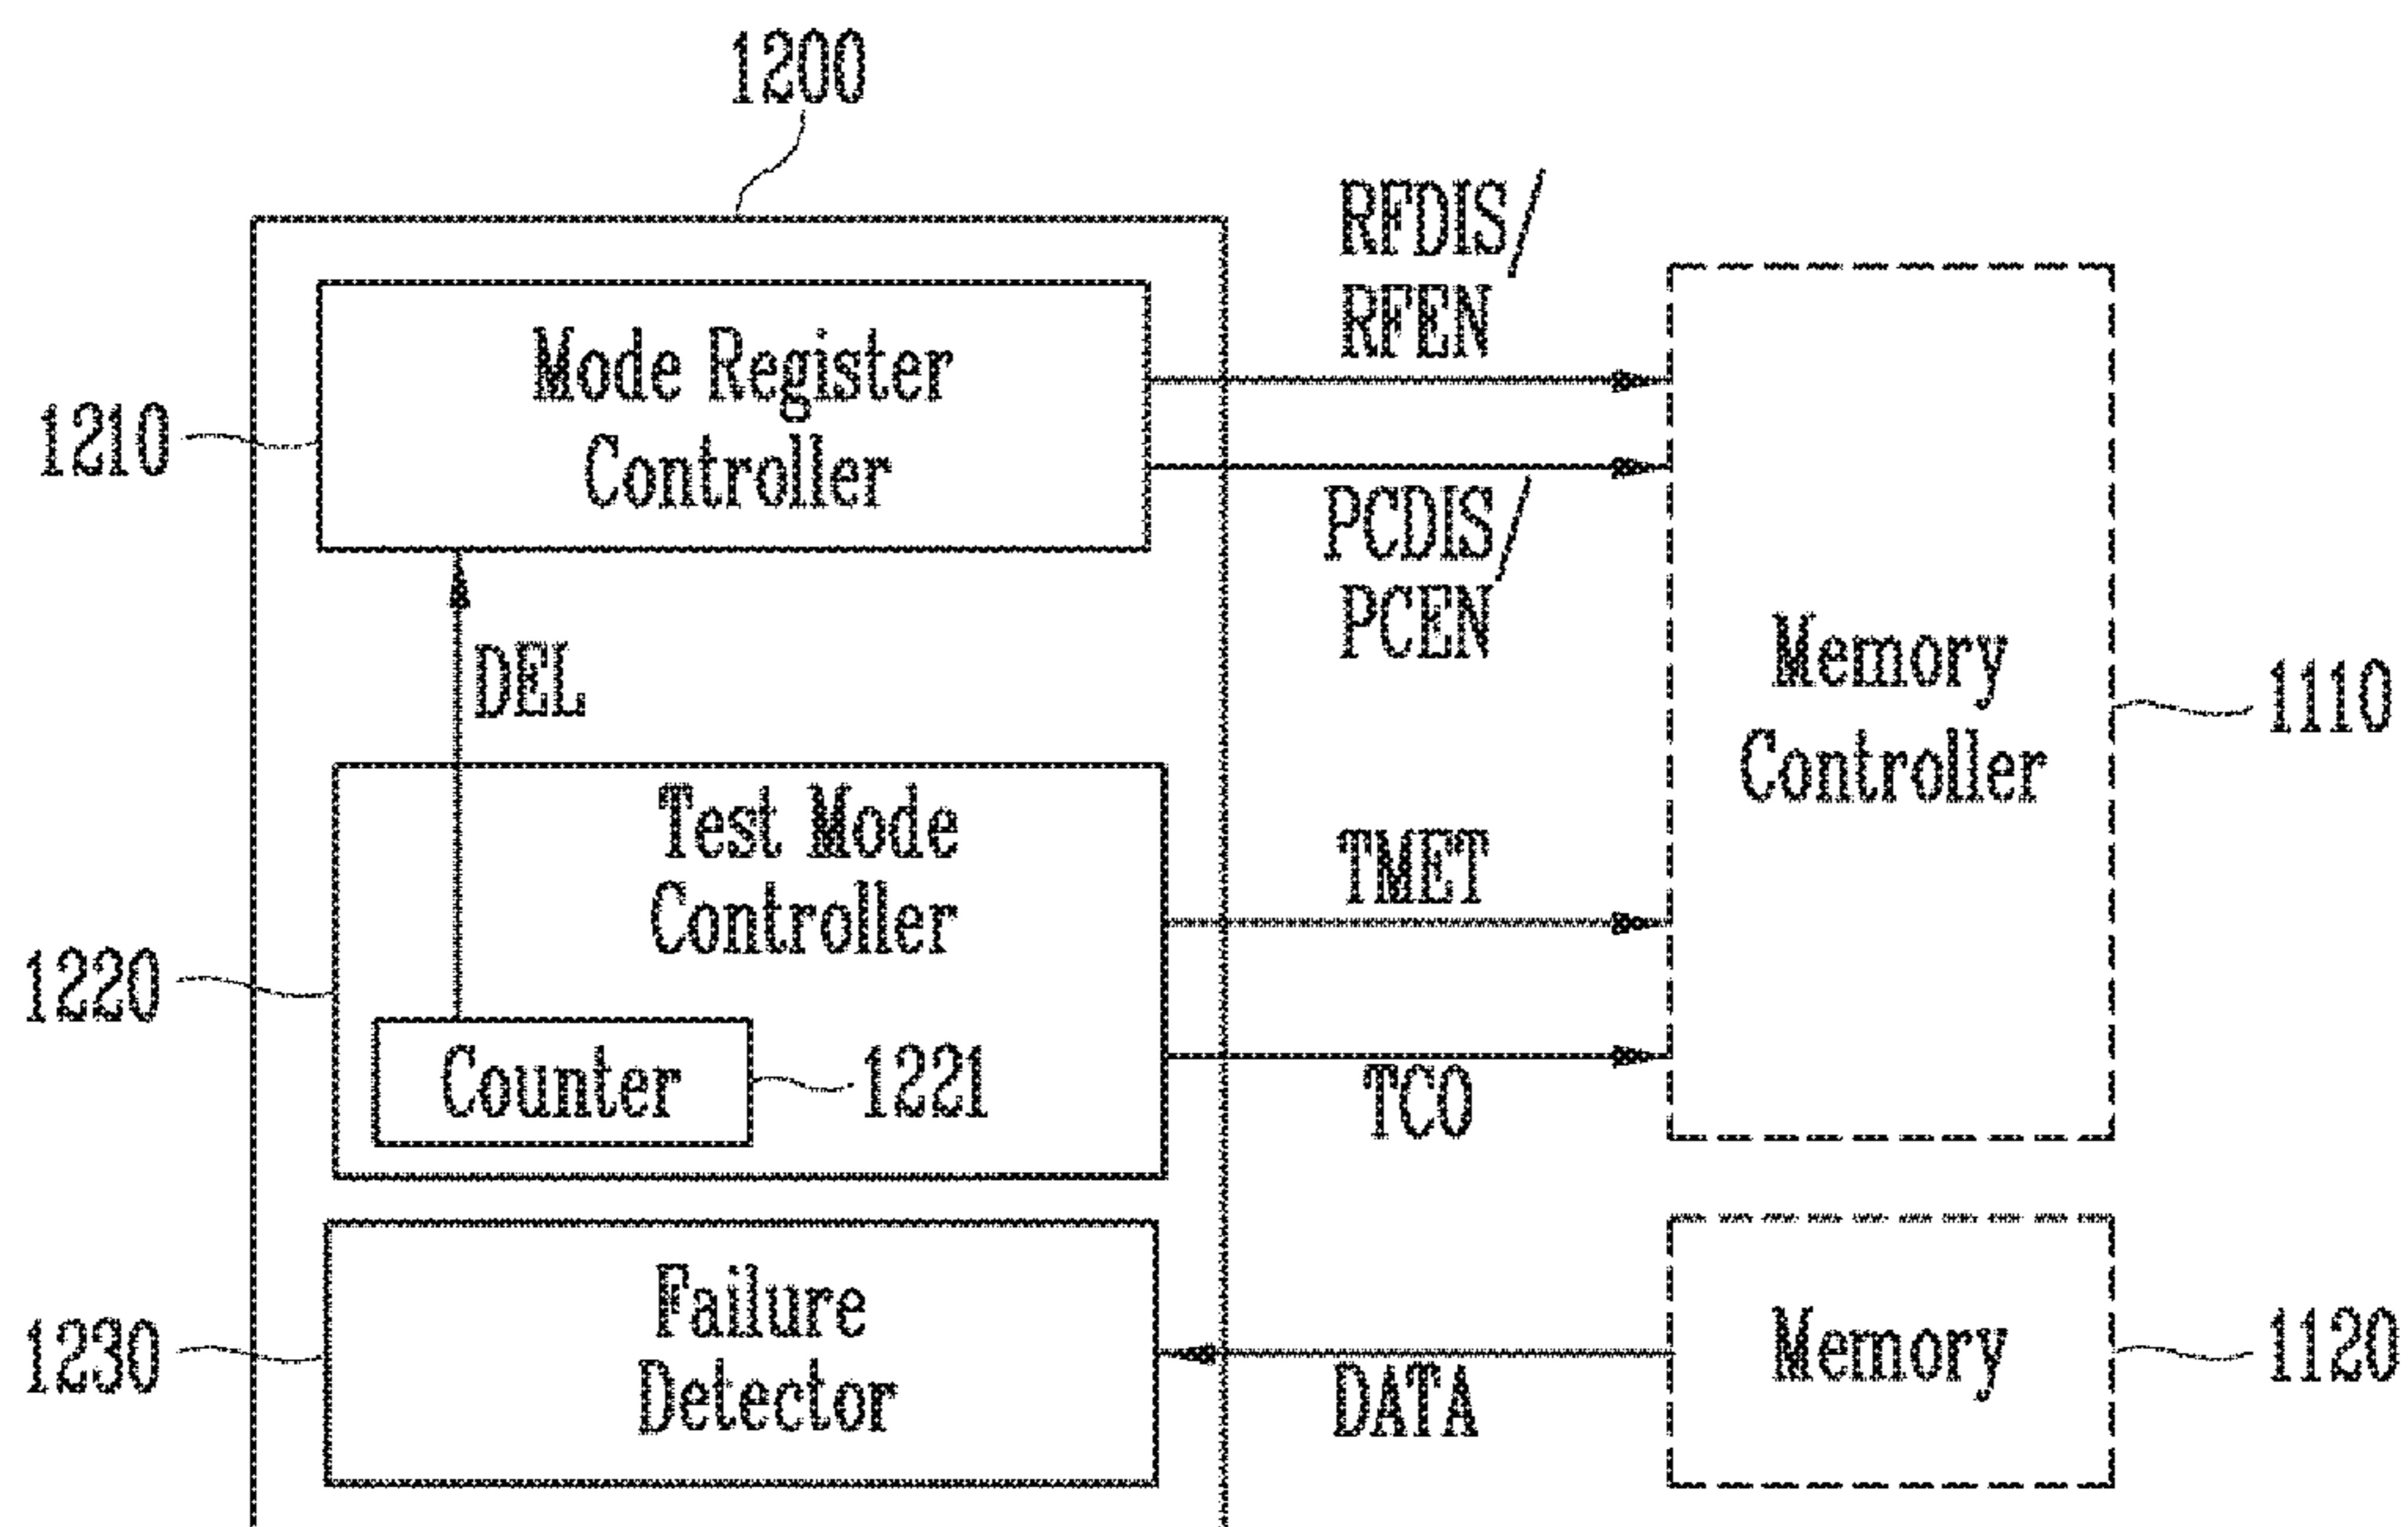 1200
RFDIS/
RFEN
Mode Register
Controller
1210
PCDIS/
PCEN
DEL
Memory
Controller
1110
Test Mode
Controller
TMET
1220
Counter
1221
TCO
Failure
Detector
1230
DATA
Memory
1120